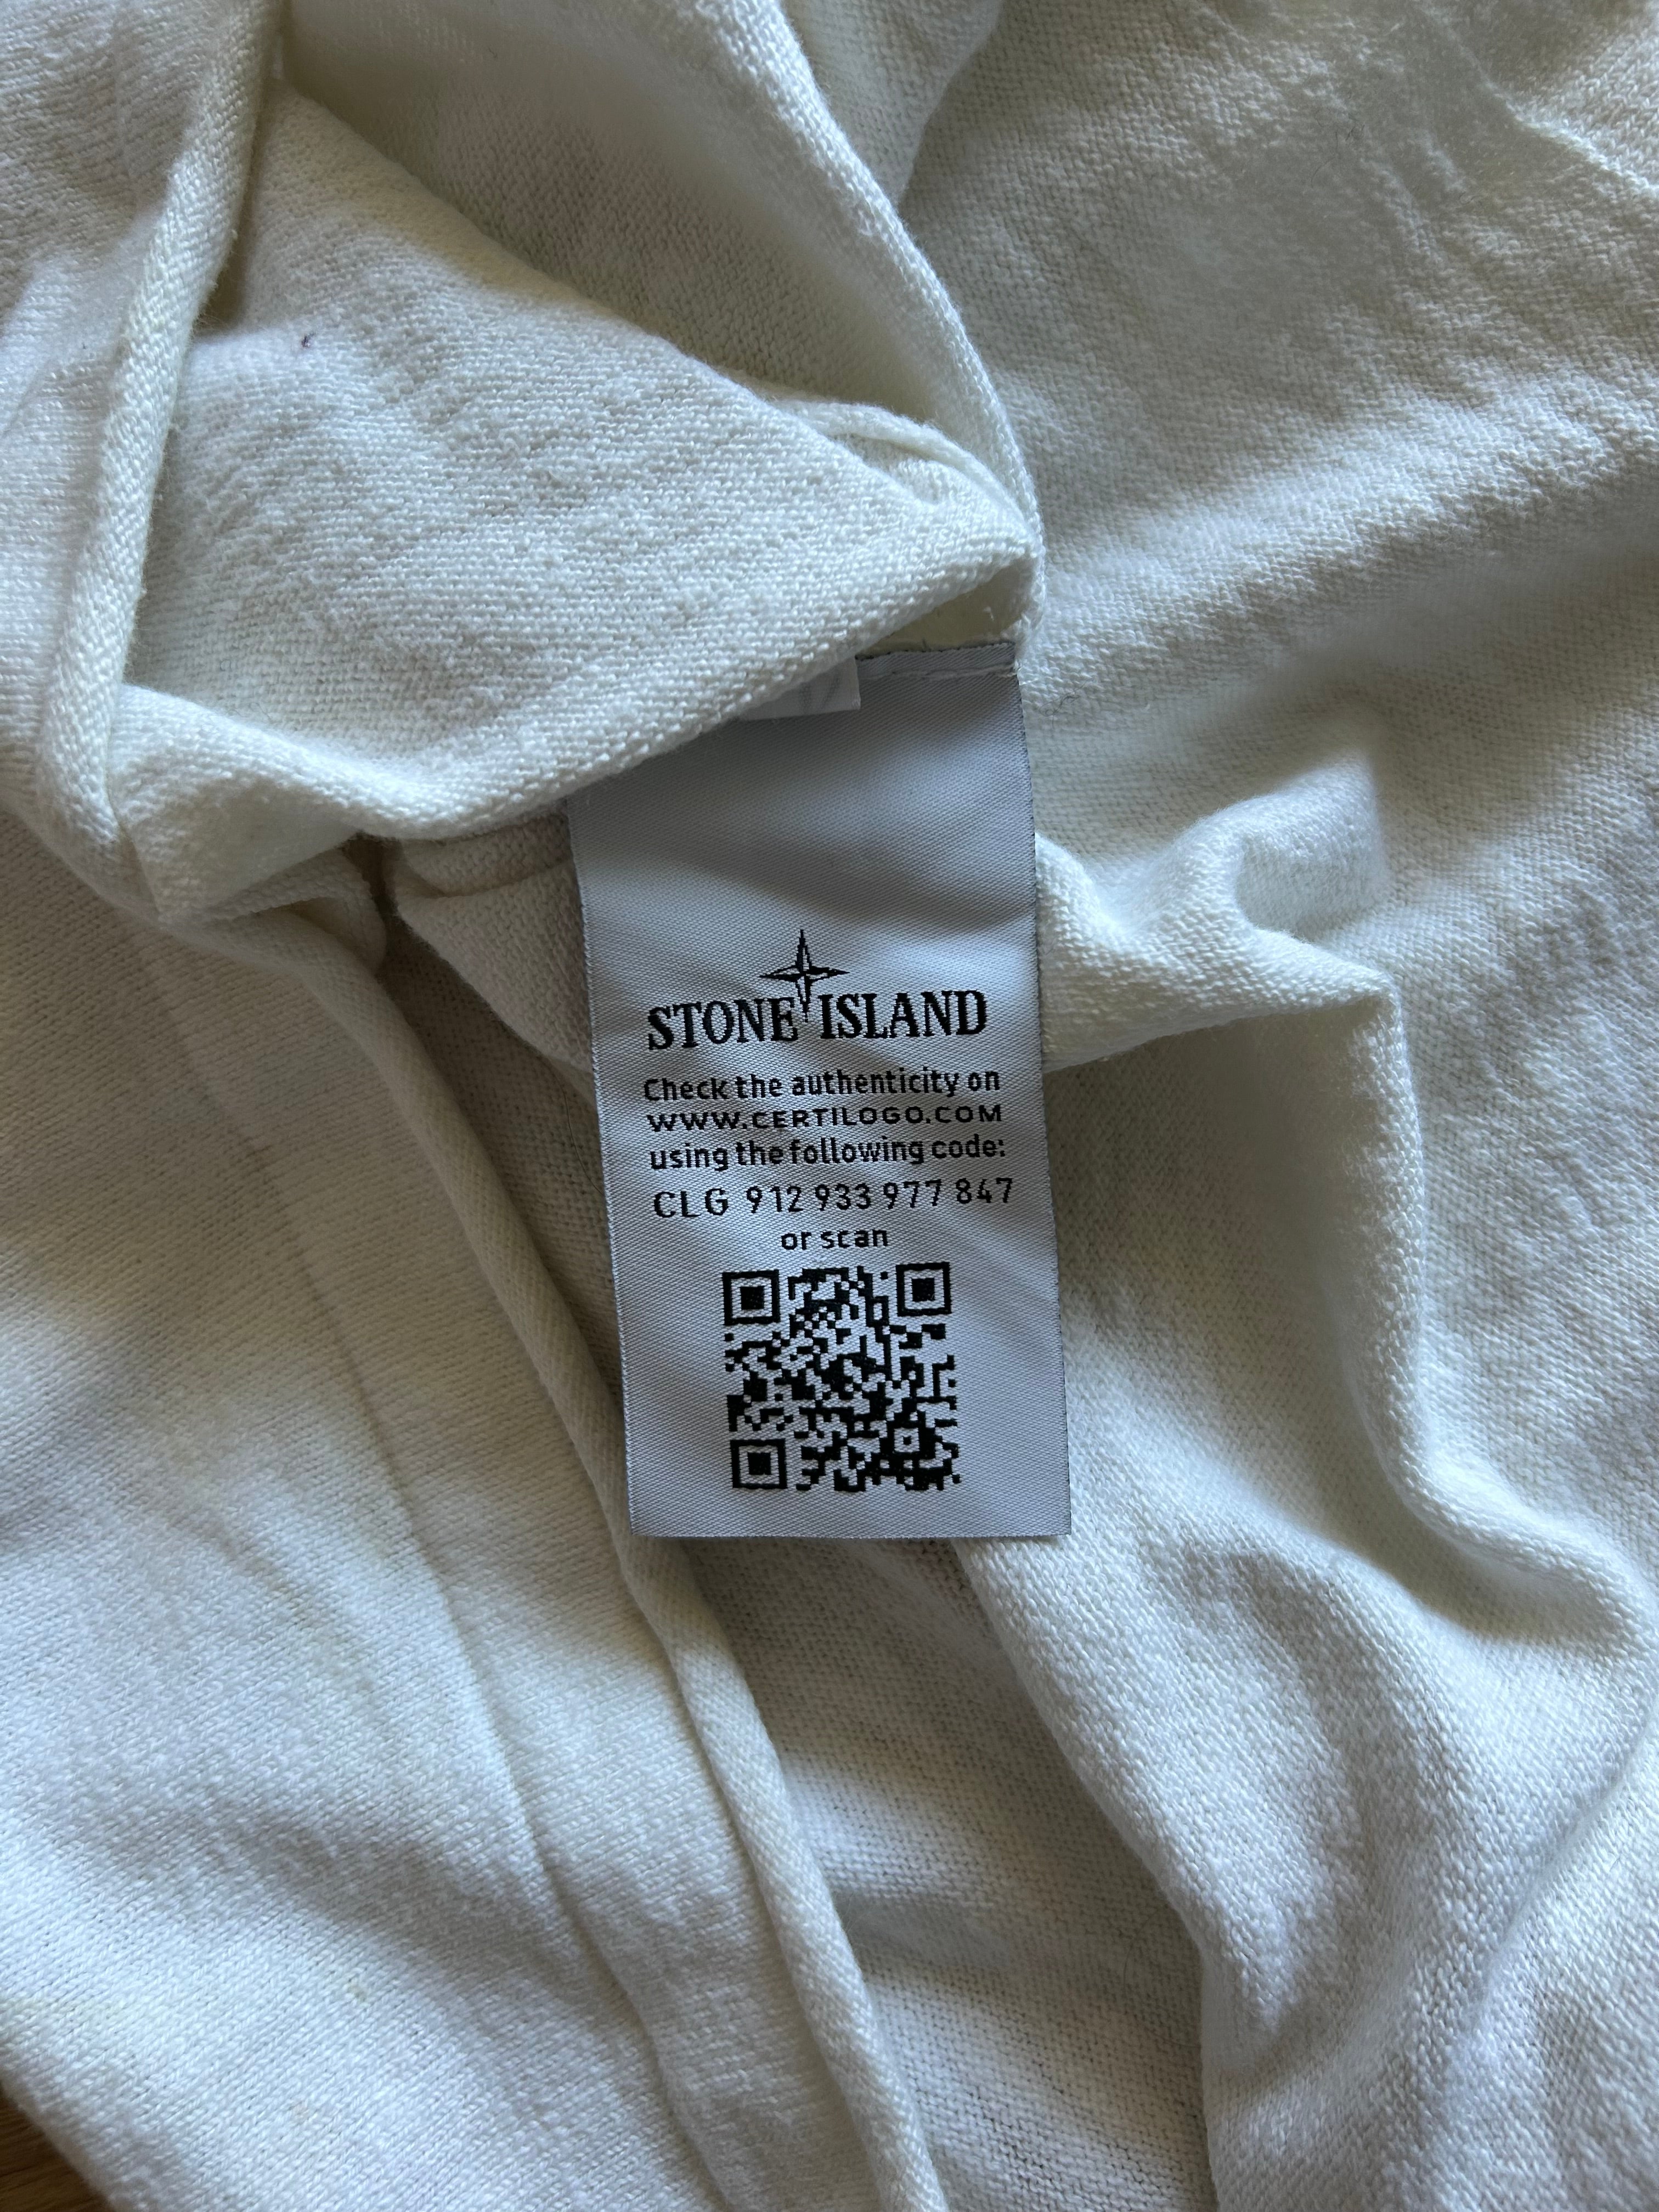 STONE ISLAND
Check the authenticity on
WWW.CERTILOGO.COM
using the following code:
CLG 912 933 977 847
or scan